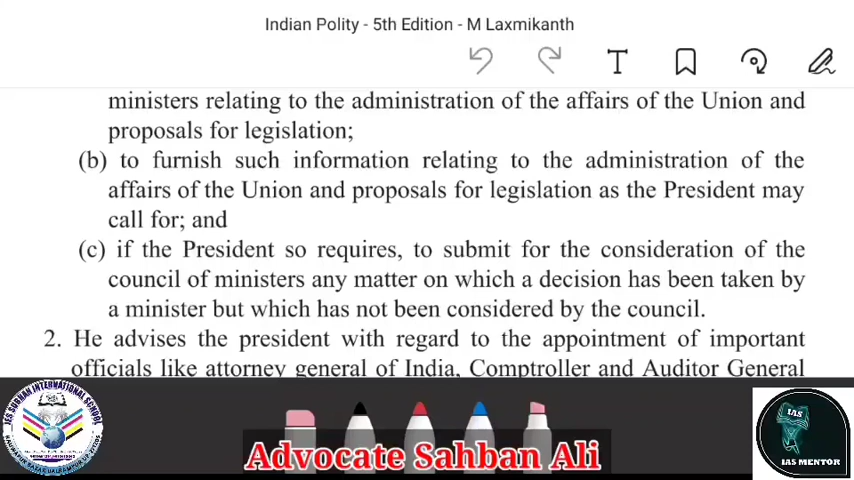 Indian Polity - 5th Edition - M Laxmikanth
T
ministers relating to the administration of the affairs of the Union and
proposals for legislation;
(b) to furnish such information relating to the administration of the
affairs of the Union and proposals for legislation as the President may
call for; and
(c) if the President so requires, to submit for the consideration of the
council of ministers any matter on which a decision has been taken by
a minister but which has not been considered by the council.
2. He advises the president with regard to the appointment of important
officials like attorney general of India, Comptroller and Auditor General
JES SUBHAN INTERNATIONAL SCHOOL
Advocate Sahban Ali
IAS
IAS MENTOR